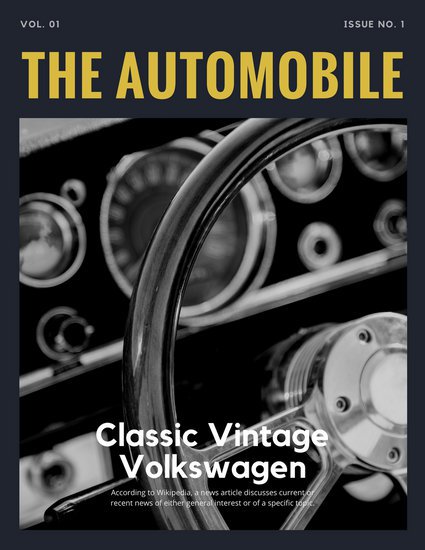 VOL. 01 ISSUE NO. 1
THE AUTOMOBILE
Classic Vintage
Volkswagen
According to Wikipedia, a news article discusses current or
recent news of either general interest or of a specific topic.